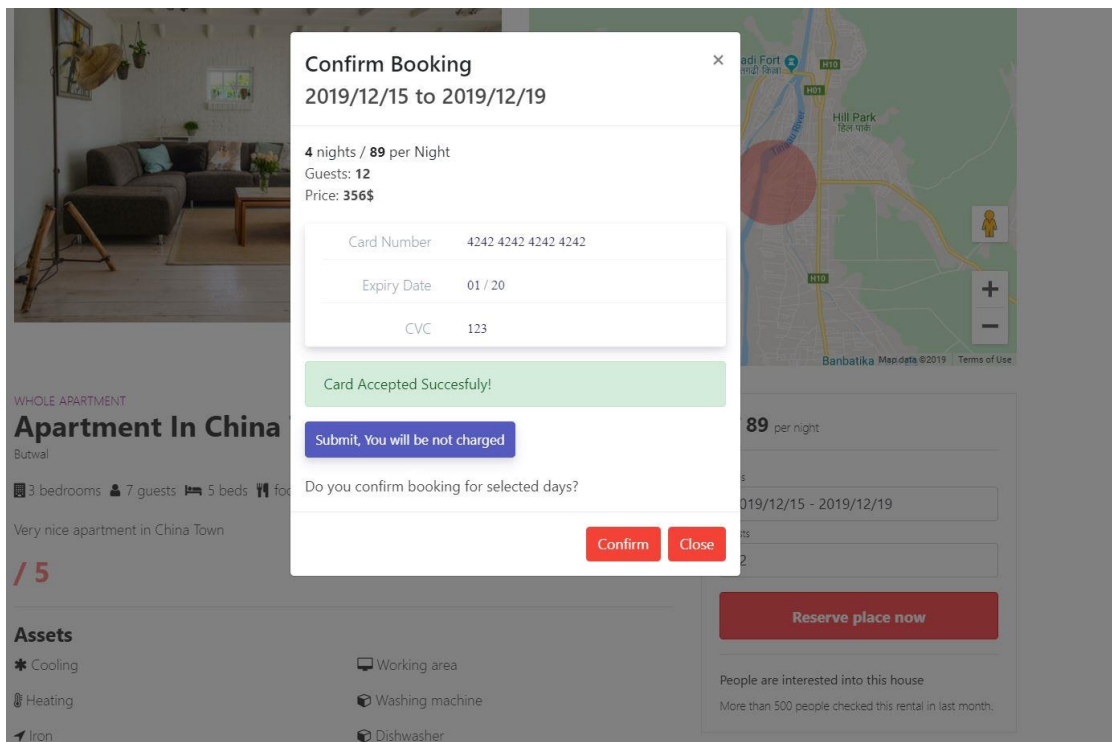 Confirm Booking
×
2019/12/15 to 2019/12/19
4 nights / 89 per Night
Guests: 12
Price: 356$
Card Number 4242 4242 4242 4242
Expiry Date 01 / 20
CVC 123
Card Accepted Succesfuly!
Submit, You will be not charged
Do you confirm booking for selected days?
Confirm Close
adi Fort
H10
H01
Hill Park
हिल पार्क
H10
Banbatika Map data ©2019 Terms of Use
WHOLE APARTMENT
Apartment In China
Butwal
3 bedrooms 7 guests 5 beds
Very nice apartment in China Town
/ 5
Assets
Cooling
Working area
Heating
Washing machine
Iron
Dishwasher
89 per night
019/12/15 - 2019/12/19
2
Reserve place now
People are interested into this house
More than 500 people checked this rental in last month.